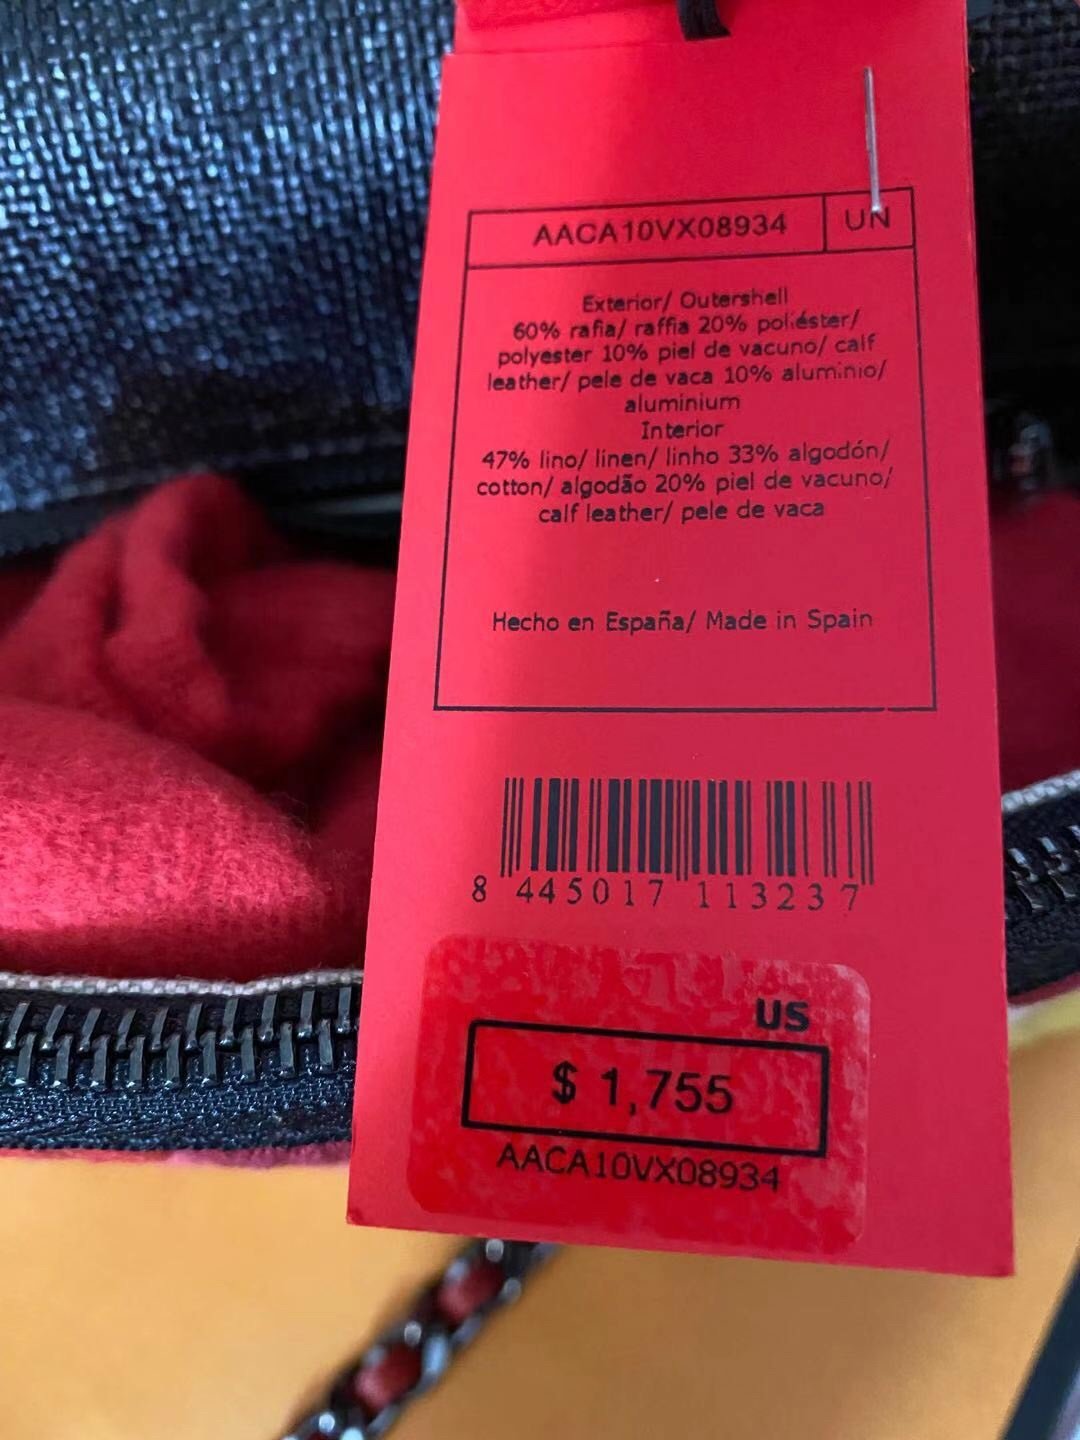 AACA10VX08934 UN
Exterior/ Outershell
60% rafia/ raffia 20% poliéster/
polyester 10% piel de vacuno/ calf
leather/ pele de vaca 10% aluminio/
aluminium
Interior
47% lino/ linen/ linho 33% algodón/
cotton/ algodão 20% piel de vacuno/
calf leather/ pele de vaca
Hecho en España/ Made in Spain
8 445017 113237
US
$ 1,755
AACA10VX08934